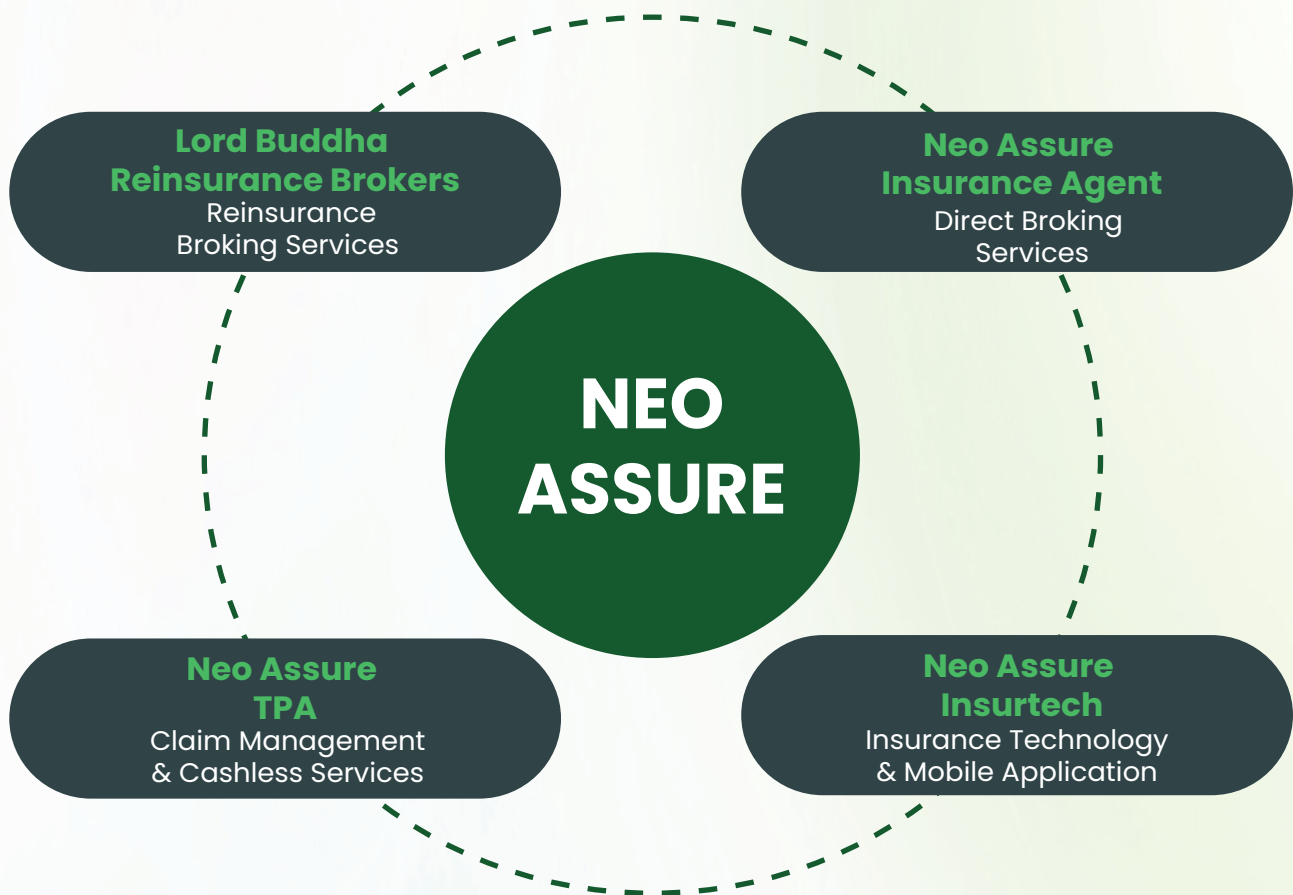 Lord Buddha
Reinsurance Brokers
Reinsurance
Broking Services
Neo Assure
Insurance Agent
Direct Broking
Services
NEO
ASSURE
Neo Assure
TPA
Claim Management
& Cashless Services
Neo Assure
Insurtech
Insurance Technology
& Mobile Application